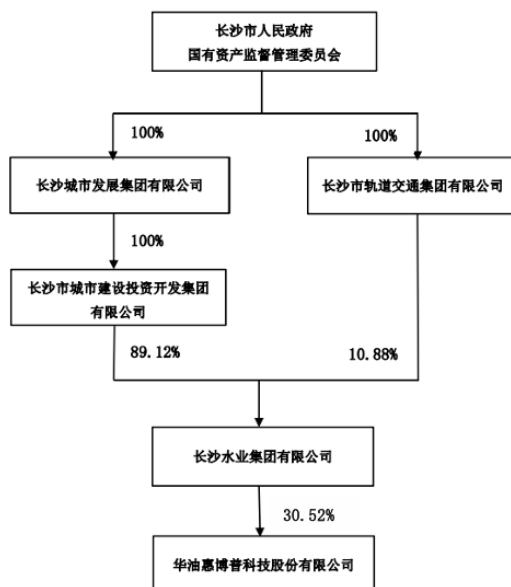 长沙市人民政府
国有资产监督管理委员会
100%
100%
长沙城市发展集团有限公司
长沙市轨道交通集团有限公司
100%
长沙市城市建设投资开发集团
有限公司
89.12%
10.88%
长沙水业集团有限公司
30.52%
华油惠博普科技股份有限公司